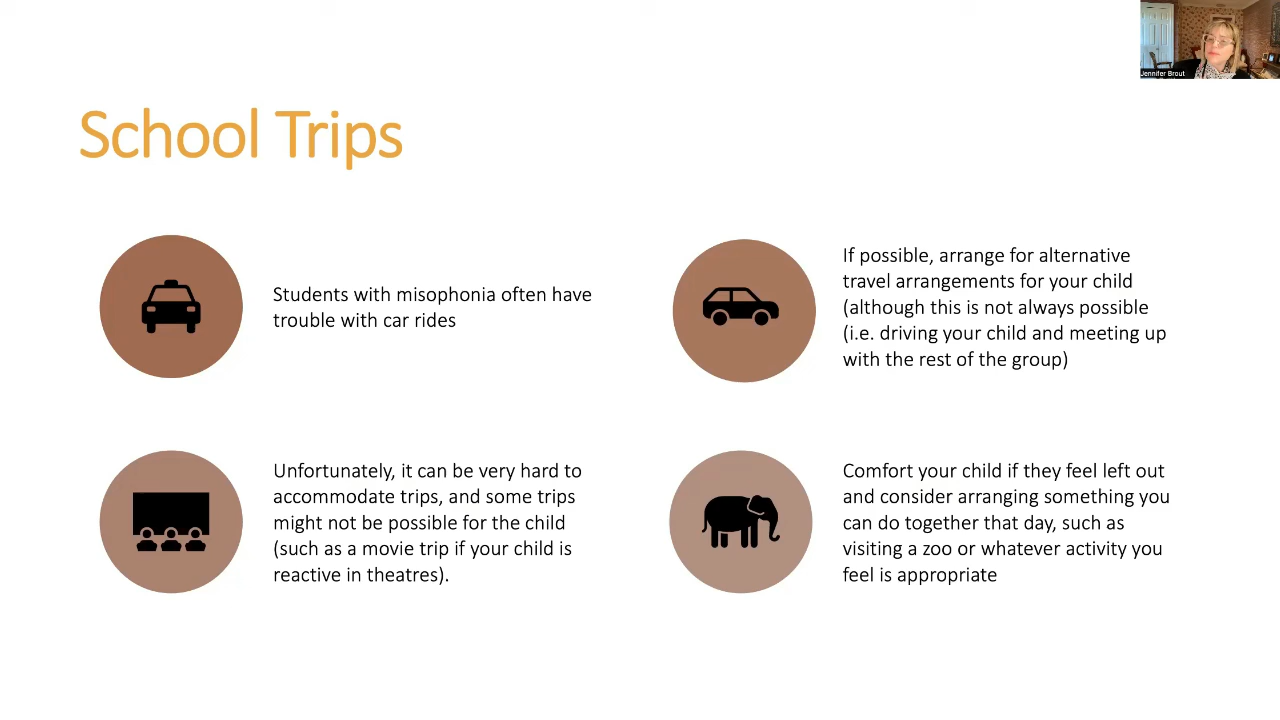 Jennifer Brout
School Trips
Students with misophonia often have
trouble with car rides
If possible, arrange for alternative
travel arrangements for your child
(although this is not always possible
(i.e. driving your child and meeting up
with the rest of the group)
Unfortunately, it can be very hard to
accommodate trips, and some trips
might not be possible for the child
(such as a movie trip if your child is
reactive in theatres).
Comfort your child if they feel left out
and consider arranging something you
can do together that day, such as
visiting a zoo or whatever activity you
feel is appropriate